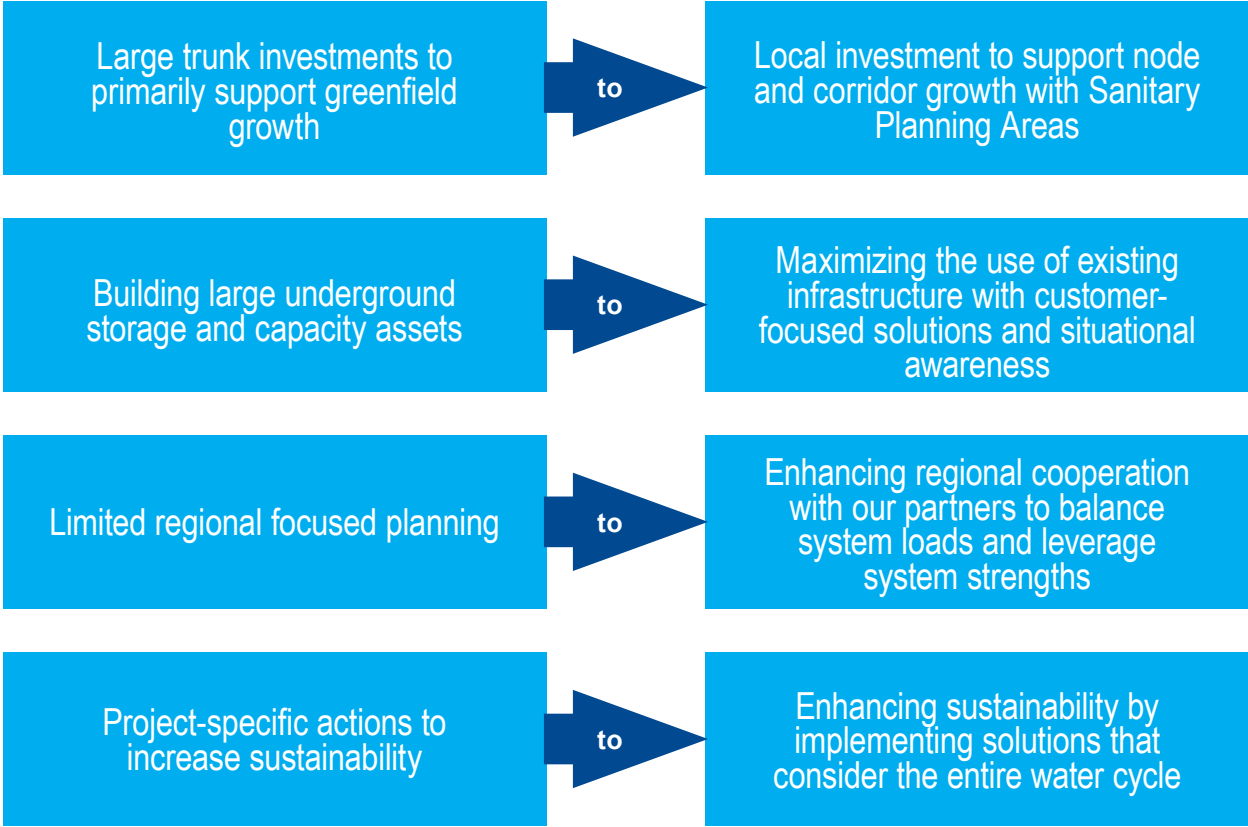 Large trunk investments to
primarily support greenfield
growth
to
Local investment to support node
and corridor growth with Sanitary
Planning Areas
Building large underground
storage and capacity assets
to
Maximizing the use of existing
infrastructure with customer-
focused solutions and situational
awareness
Limited regional focused planning
to
Enhancing regional cooperation
with our partners to balance
system loads and leverage
system strengths
Project-specific actions to
increase sustainability
to
Enhancing sustainability by
implementing solutions that
consider the entire water cycle